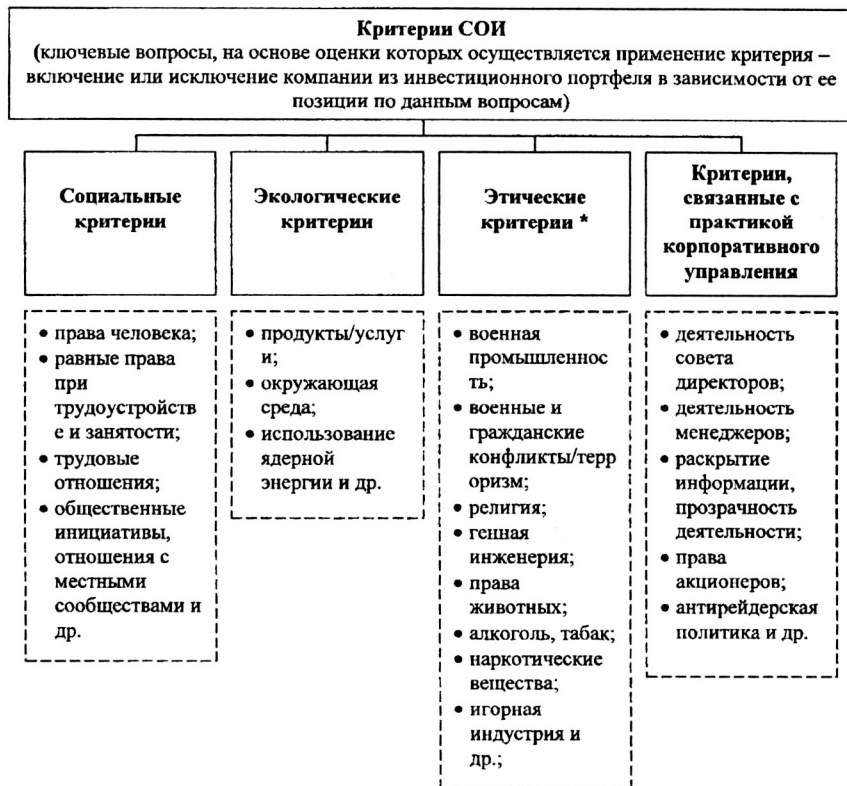 Критерии СОИ
(ключевые вопросы, на основе оценки которых осуществляется применение критерия –
включение или исключение компании из инвестиционного портфеля в зависимости от ее
позиции по данным вопросам)
Социальные
критерии
Экологические
критерии
Этические
критерии *
Критерии,
связанные с
практикой
корпоративного
управления
• права человека;
• равные права
при
трудоустройств
е и занятости;
• трудовые
отношения;
• общественные
инициативы,
отношения с
местными
сообществами и
др.
• продукты/услуг
и;
• окружающая
среда;
• использование
ядерной
энергии и др.
• военная
промышленнос
ть;
• военные и
гражданские
конфликты/терр
оризм;
• религия;
• генная
инженерия;
• права
животных;
• алкоголь, табак;
• наркотические
вещества;
• игорная
индустрия и
др.;
• деятельность
совета
директоров;
• деятельность
менеджеров;
• раскрытие
информации,
прозрачность
деятельности;
• права
акционеров;
• антирейдерская
политика и др.